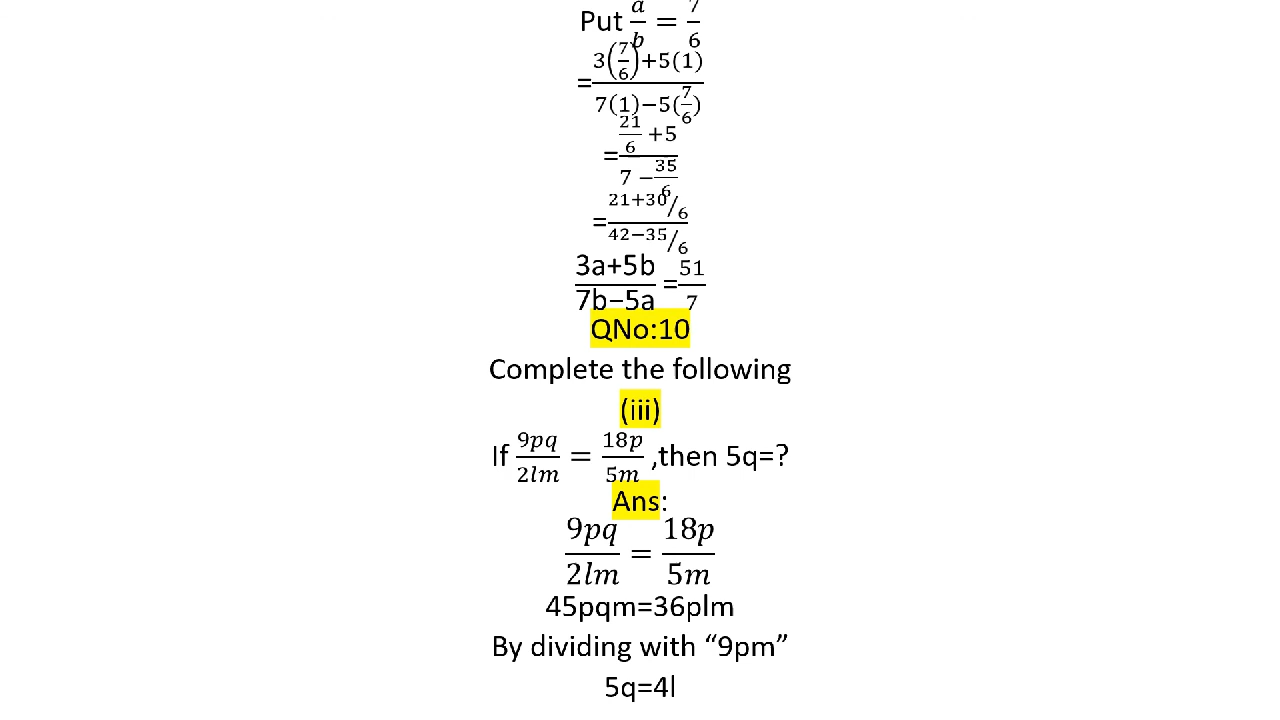 Put a/b = 7/6
=3(7/6)+5(1)/7(1)−5(7/6)
=21/6 +5/7 −35/6
=21+30/6/42−35/6
3a+5b/7b−5a =51/7
QNo:10
Complete the following
(iii)
If 9pq/2lm = 18p/5m ,then 5q=?
Ans:
9pq/2lm = 18p/5m
45pqm=36plm
By dividing with “9pm”
5q=4l